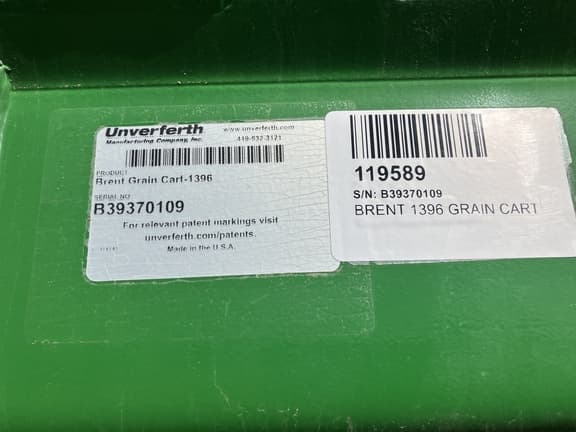 Unverferth
www.unverferth.com
Manufacturing Company, Inc.
419-532-3121
PRODUCT
Brent Grain Cart-1396
SERIAL NO.
B39370109
For relevant patent markings visit
unverferth.com/patents.
Made in the U.S.A.
119589
S/N: B39370109
BRENT 1396 GRAIN CART